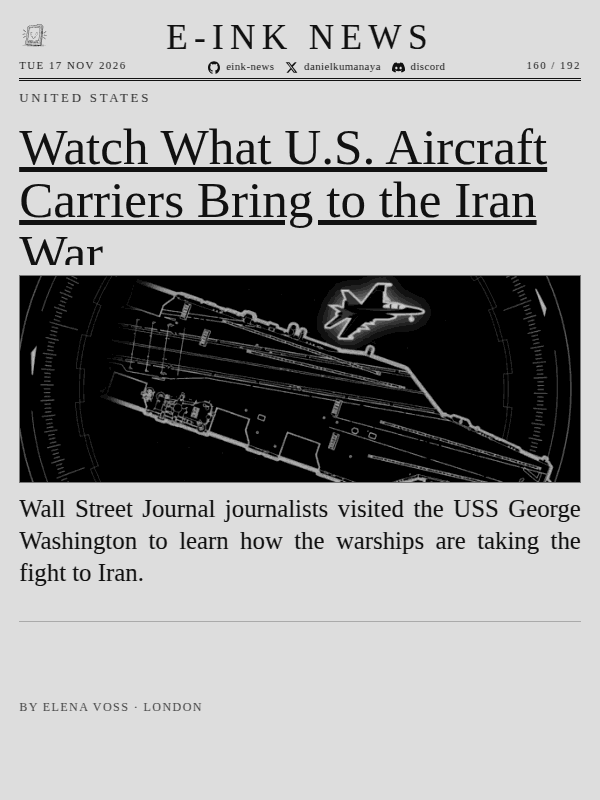 E-INK NEWS
TUE 17 NOV 2026
eink-news danielkumanaya discord
160 / 192
UNITED STATES
Watch What U.S. Aircraft
Carriers Bring to the Iran
War
Wall Street Journal journalists visited the USS George
Washington to learn how the warships are taking the
fight to Iran.
BY ELENA VOSS · LONDON